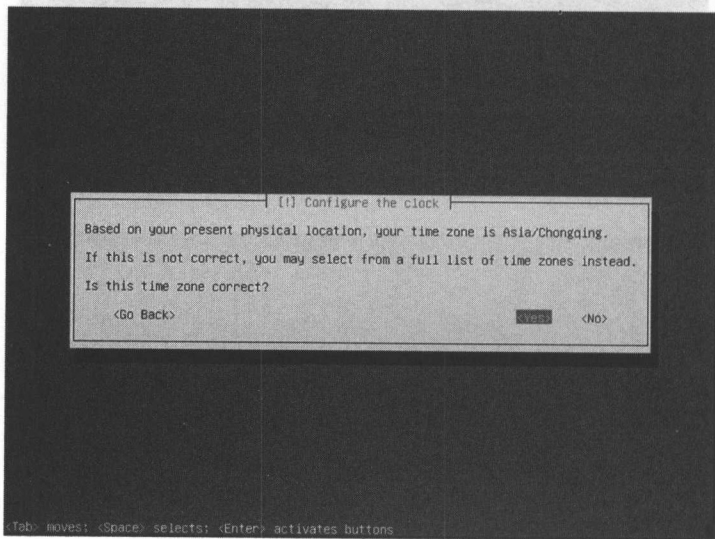 [!] Configure the clock
Based on your present physical location, your time zone is Asia/Chongqing.
If this is not correct, you may select from a full list of time zones instead.
Is this time zone correct?
<Go Back> <Yes> <No>
<Tab> moves; <Space> selects; <Enter> activates buttons